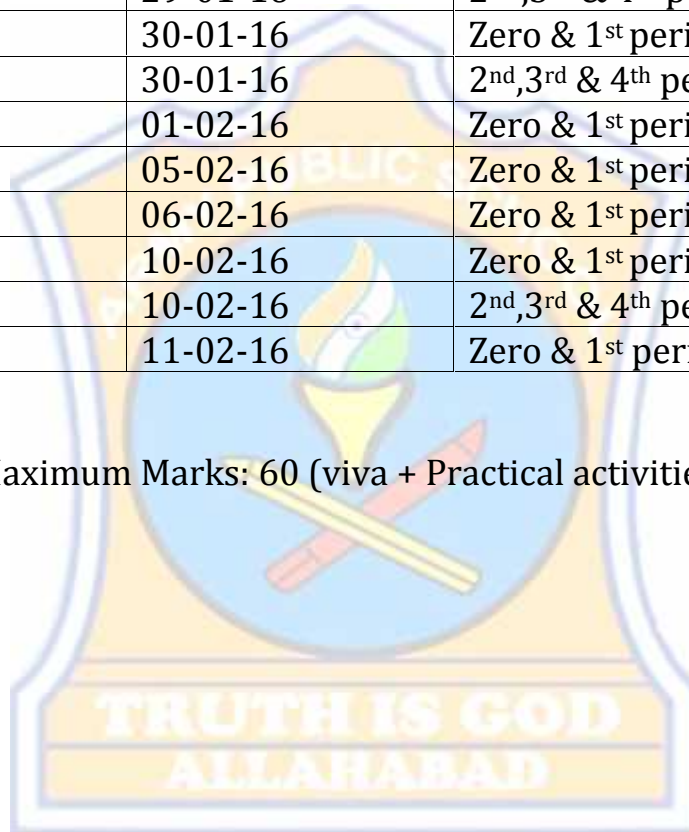 30-01-16 Zero & 1st peri
30-01-16 2nd,3rd & 4th pe
01-02-16 Zero & 1st peri
05-02-16 Zero & 1st peri
06-02-16 Zero & 1st peri
10-02-16 Zero & 1st peri
10-02-16 2nd,3rd & 4th pe
11-02-16 Zero & 1st peri
aximum Marks: 60 (viva + Practical activitie
TRUTH IS GOD
ALLAHABAD